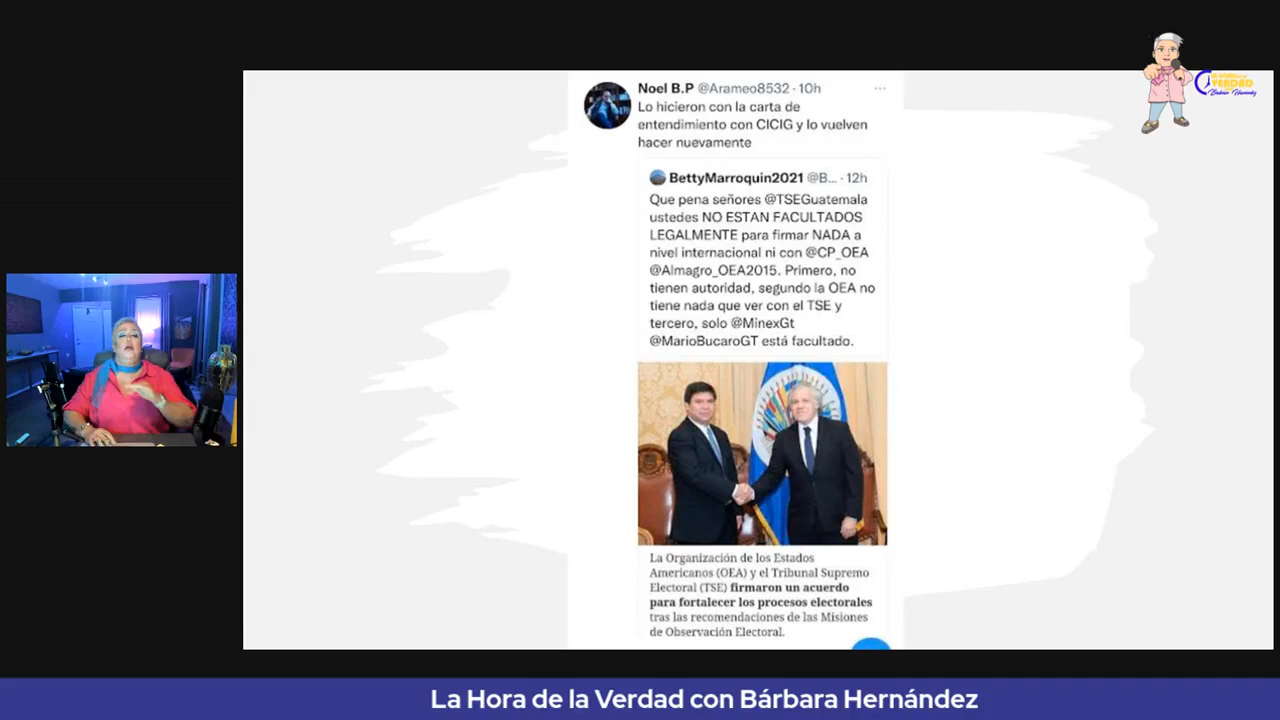 Noel B.P @Arameo8532 · 10h
Lo hicieron con la carta de
entendimiento con CICIG y lo vuelven
hacer nuevamente
BettyMarroquin2021 @B... · 12h
Que pena señores @TSEGuatemala
ustedes NO ESTAN FACULTADOS
LEGALMENTE para firmar NADA a
nivel internacional ni con @CP_OEA
@Almagro_OEA2015. Primero, no
tienen autoridad, segundo la OEA no
tiene nada que ver con el TSE y
tercero, solo @MinexGt
@MarioBucaroGT está facultado.
La Organización de los Estados
Americanos (OEA) y el Tribunal Supremo
Electoral (TSE) firmaron un acuerdo
para fortalecer los procesos electorales
tras las recomendaciones de las Misiones
de Observación Electoral.
VERDAD
Bárbara Hernández
La Hora de la Verdad con Bárbara Hernández